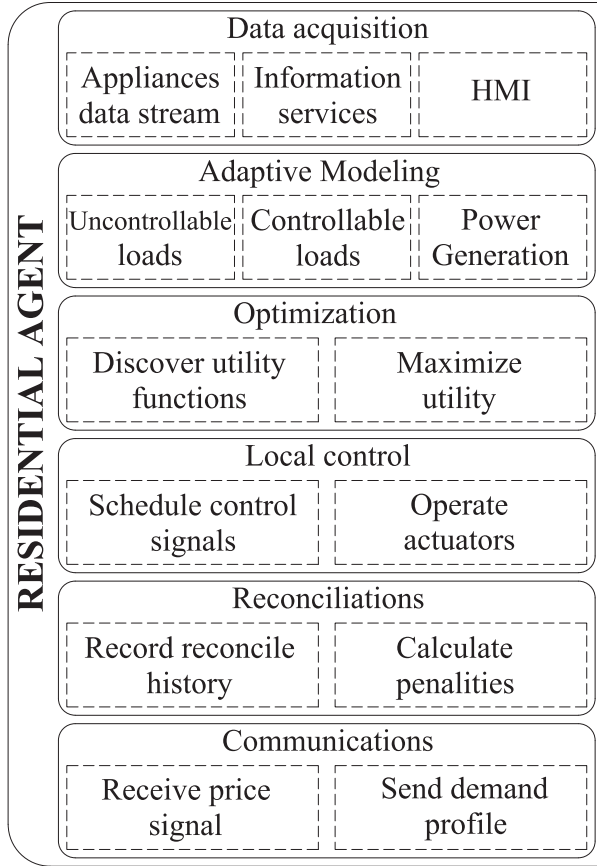 RESIDENTIAL AGENT
Data acquisition
Appliances
data stream
Information
services
HMI
Adaptive Modeling
Uncontrollable
loads
Controllable
loads
Power
Generation
Optimization
Discover utility
functions
Maximize
utility
Local control
Schedule control
signals
Operate
actuators
Reconciliations
Record reconcile
history
Calculate
penalities
Communications
Receive price
signal
Send demand
profile